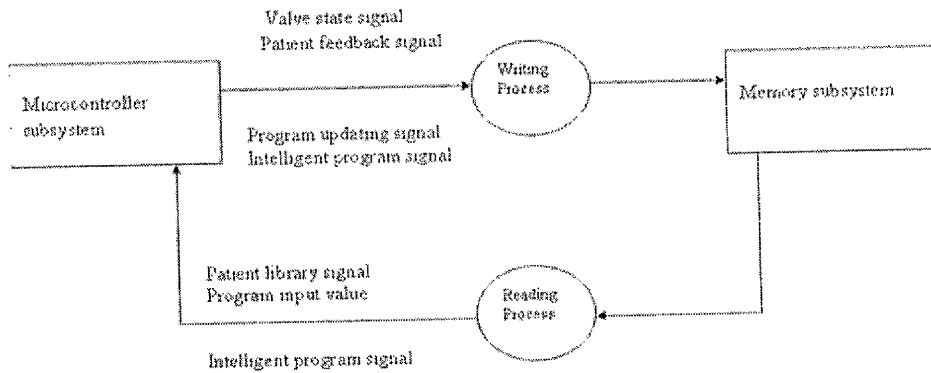 Valve state signal
Patient feedback signal
Writing
Process
Microcontroller
subsystem
Memory subsystem
Program updating signal
Intelligent program signal
Patient library signal
Program input value
Reading
Process
Intelligent program signal